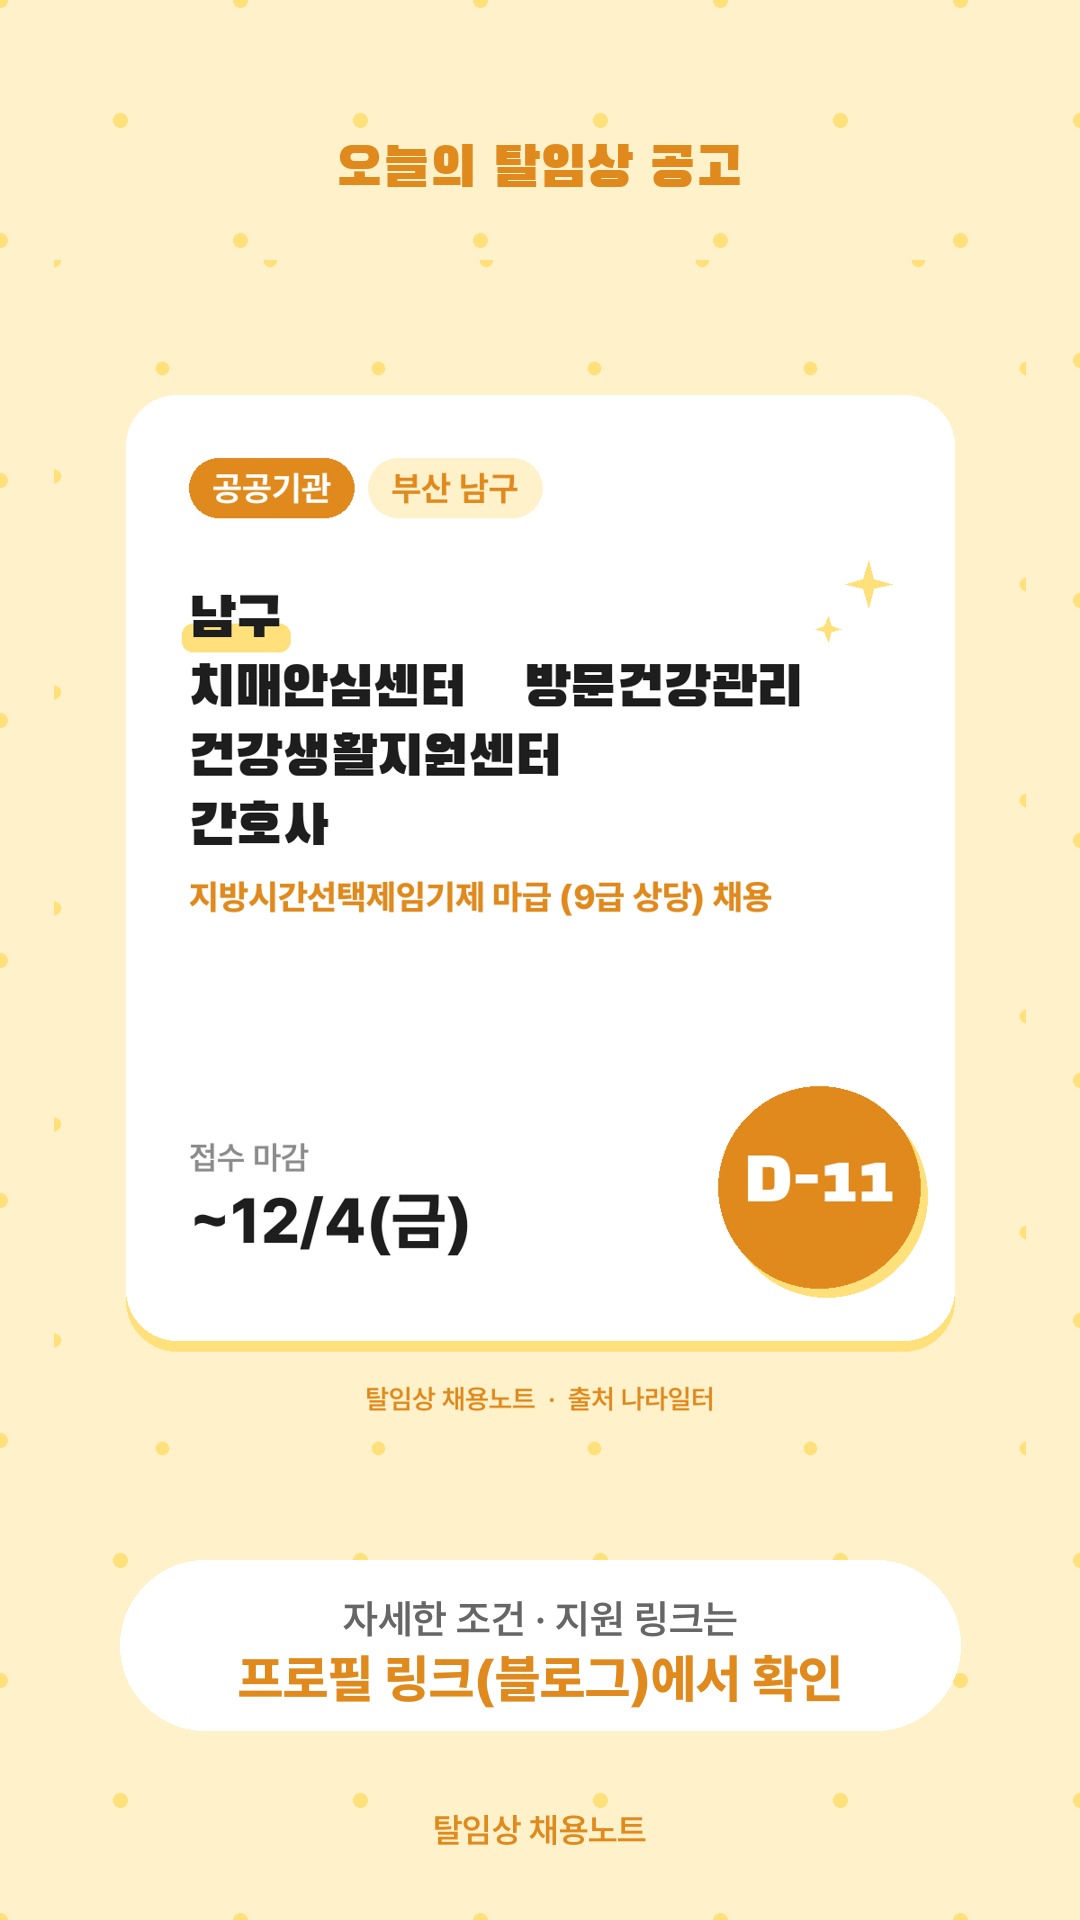 오늘의 탈임상 공고
공공기관 부산 남구
남구
치매안심센터 방문건강관리
건강생활지원센터
간호사
지방시간선택제임기제 마급 (9급 상당) 채용
접수 마감
~12/4(금)
D-11
탈임상 채용노트 · 출처 나라일터
자세한 조건 · 지원 링크는
프로필 링크(블로그)에서 확인
탈임상 채용노트